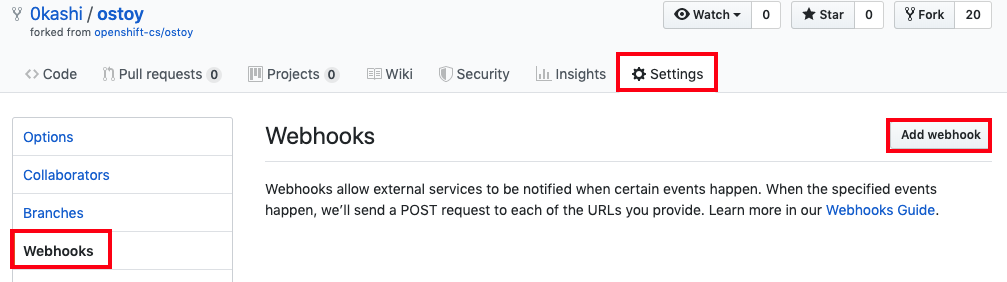 0kashi / ostoy
forked from openshift-cs/ostoy
Watch 0 Star 0 Fork 20
Code Pull requests 0 Projects 0 Wiki Security Insights Settings
Options
Collaborators
Branches
Webhooks
Webhooks
Add webhook
Webhooks allow external services to be notified when certain events happen. When the specified events
happen, we’ll send a POST request to each of the URLs you provide. Learn more in our Webhooks Guide.